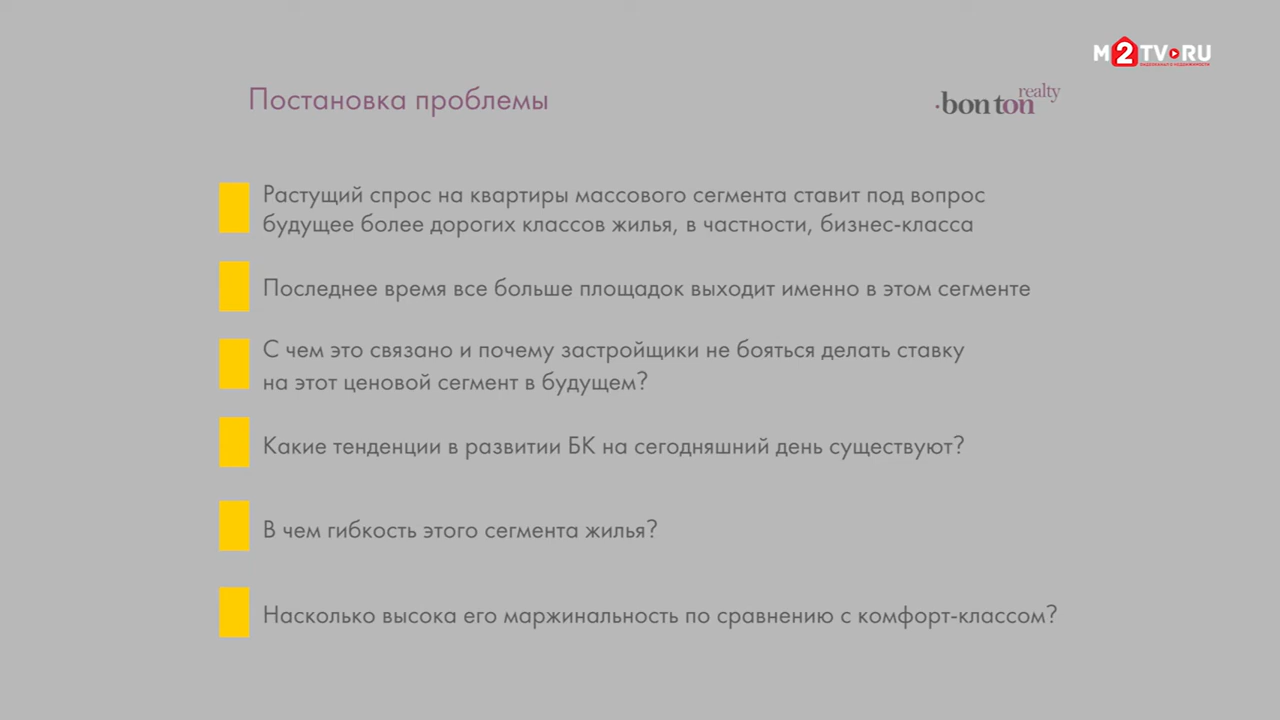 M2TV.RU
ВИДЕОКАНАЛ О НЕДВИЖИМОСТИ
Постановка проблемы
realty
·bon ton
Растущий спрос на квартиры массового сегмента ставит под вопрос
будущее более дорогих классов жилья, в частности, бизнес-класса
Последнее время все больше площадок выходит именно в этом сегменте
С чем это связано и почему застройщики не бояться делать ставку
на этот ценовой сегмент в будущем?
Какие тенденции в развитии БК на сегодняшний день существуют?
В чем гибкость этого сегмента жилья?
Насколько высока его маржинальность по сравнению с комфорт-классом?